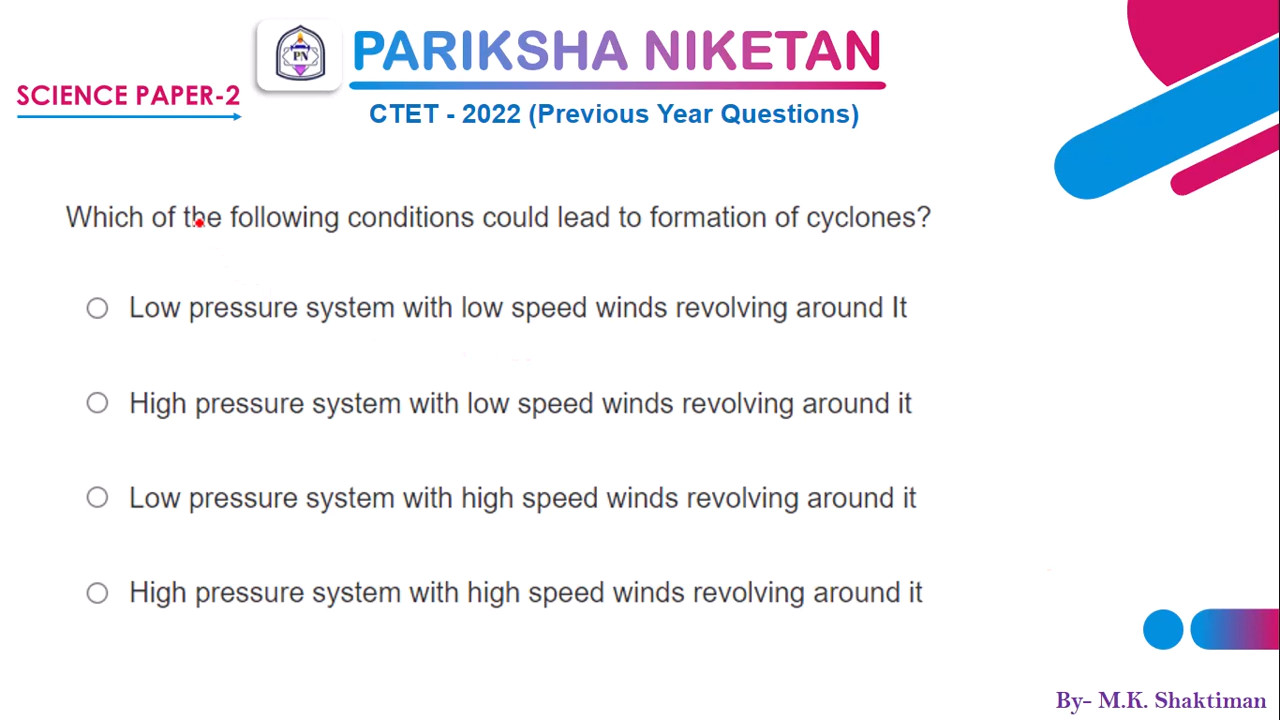 PN
PARIKSHA NIKETAN
SCIENCE PAPER-2
CTET - 2022 (Previous Year Questions)
Which of the following conditions could lead to formation of cyclones?
Low pressure system with low speed winds revolving around It
High pressure system with low speed winds revolving around it
Low pressure system with high speed winds revolving around it
High pressure system with high speed winds revolving around it
By- M.K. Shaktiman